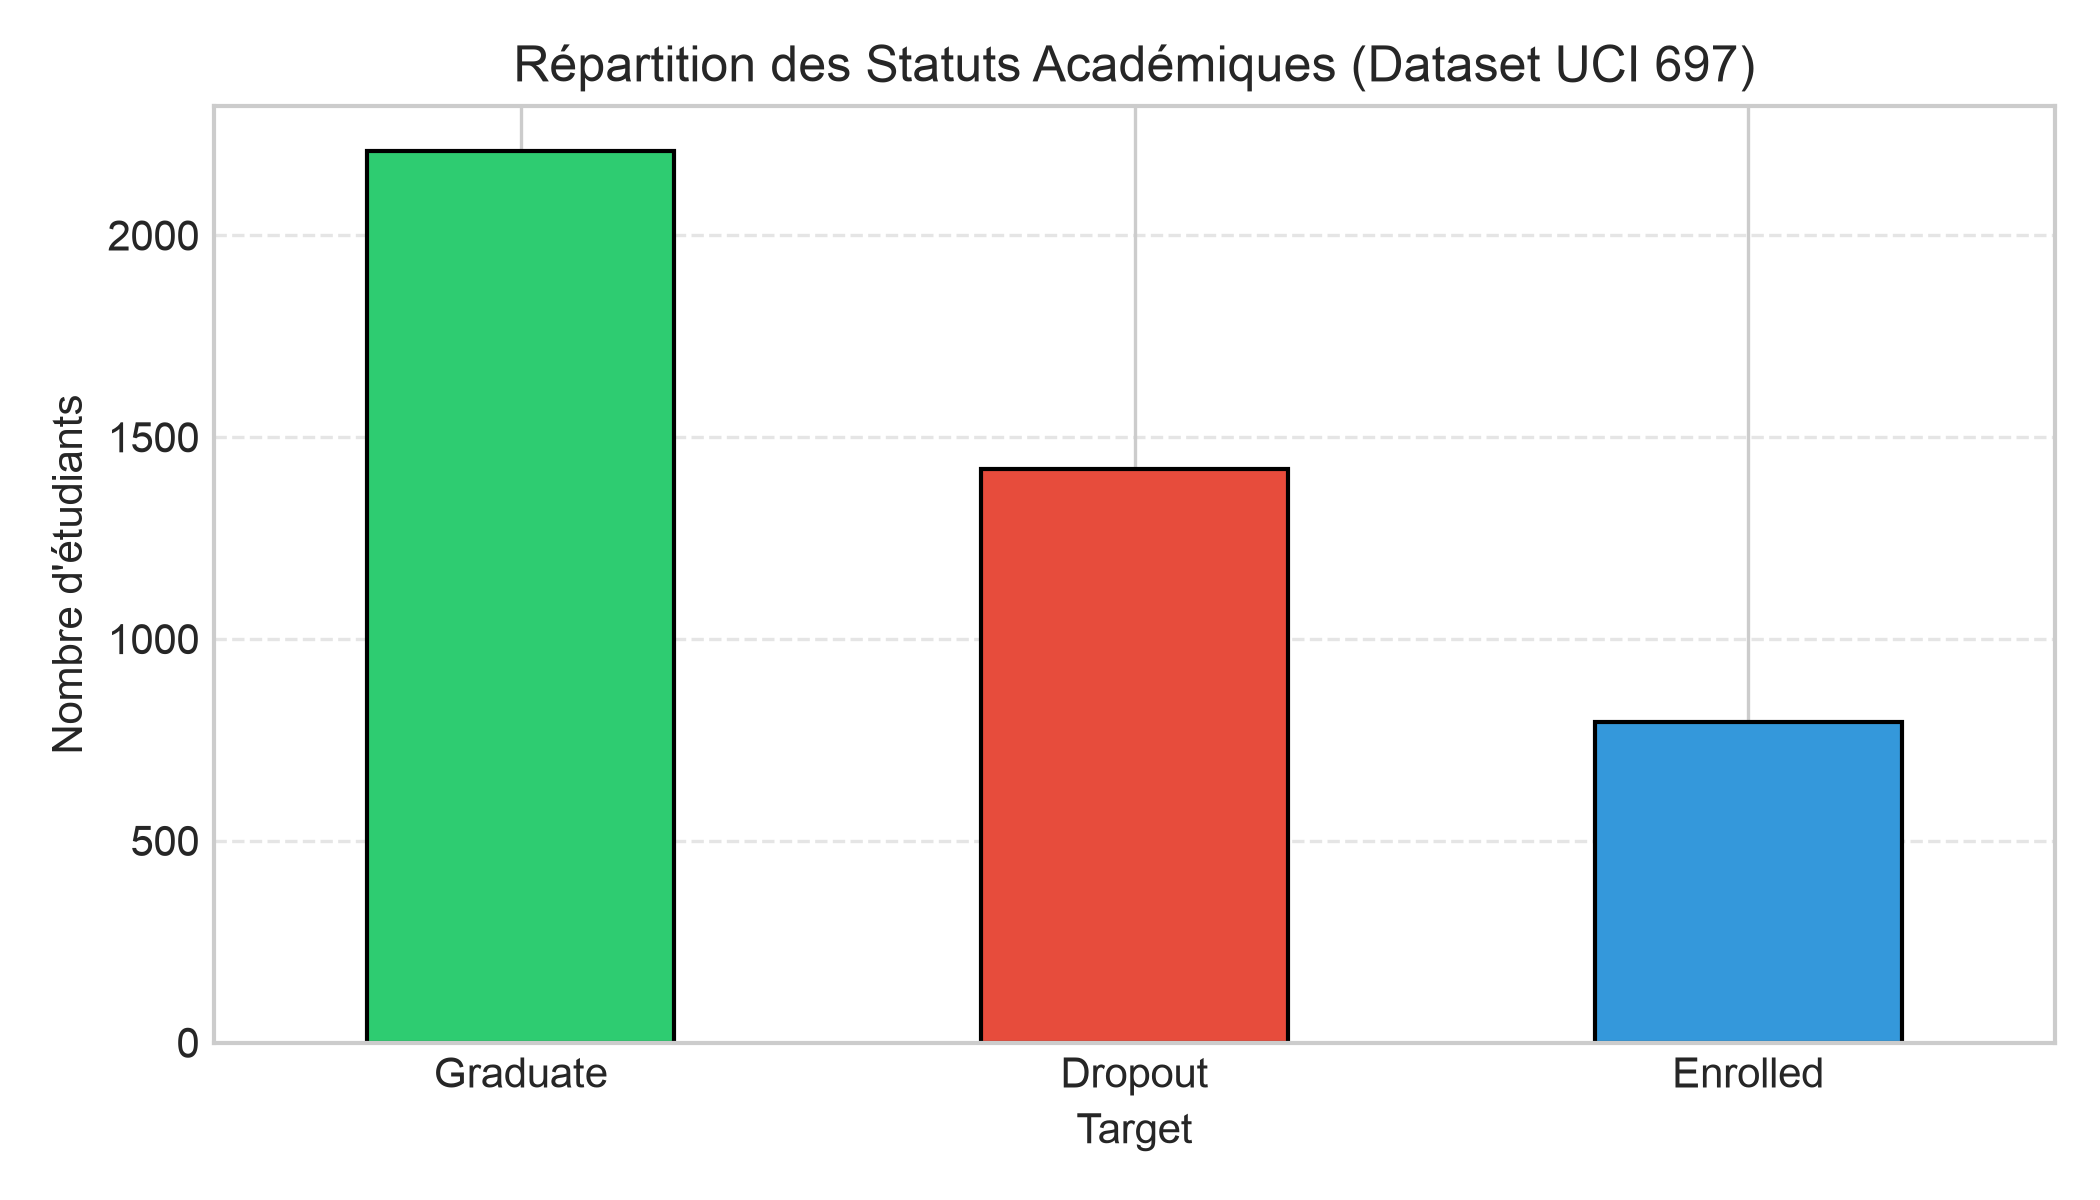 Répartition des Statuts Académiques (Dataset UCI 697)
Nombre d'étudiants
2000
1500
1000
500
0
Graduate
Dropout
Enrolled
Target